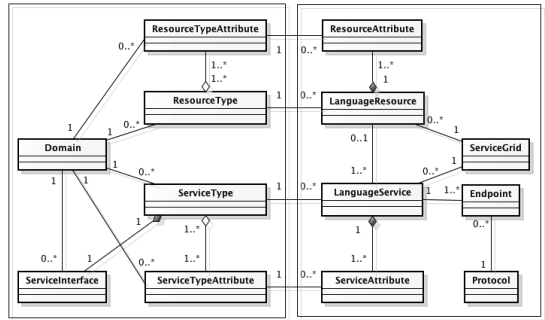 ResourceTypeAttribute ResourceAttribute
0..* 1 0..*
1..* 1..*
1..* 1
ResourceType LanguageResource
1 0..* 1 0..*
1 0..* 0..1 0..*
Domain 1 ServiceGrid
1 1 1 0..* 1..* 0..* 1
ServiceType 1 0..* LanguageService 1 1..* Endpoint
1 1..* 1 0..*
0..* 1 0..* 1..* 1..* 1
ServiceInterface ServiceTypeAttribute 1 0..* ServiceAttribute Protocol